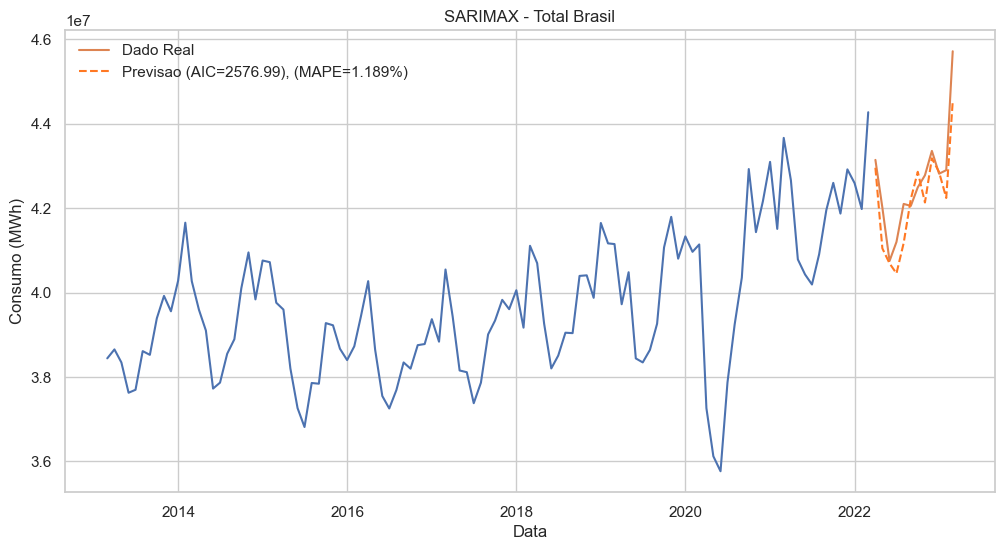 SARIMAX - Total Brasil
1e7
Dado Real
Previsao (AIC=2576.99), (MAPE=1.189%)
4.6
4.4
4.2
4.0
3.8
3.6
Consumo (MWh)
2014 2016 2018 2020 2022
Data